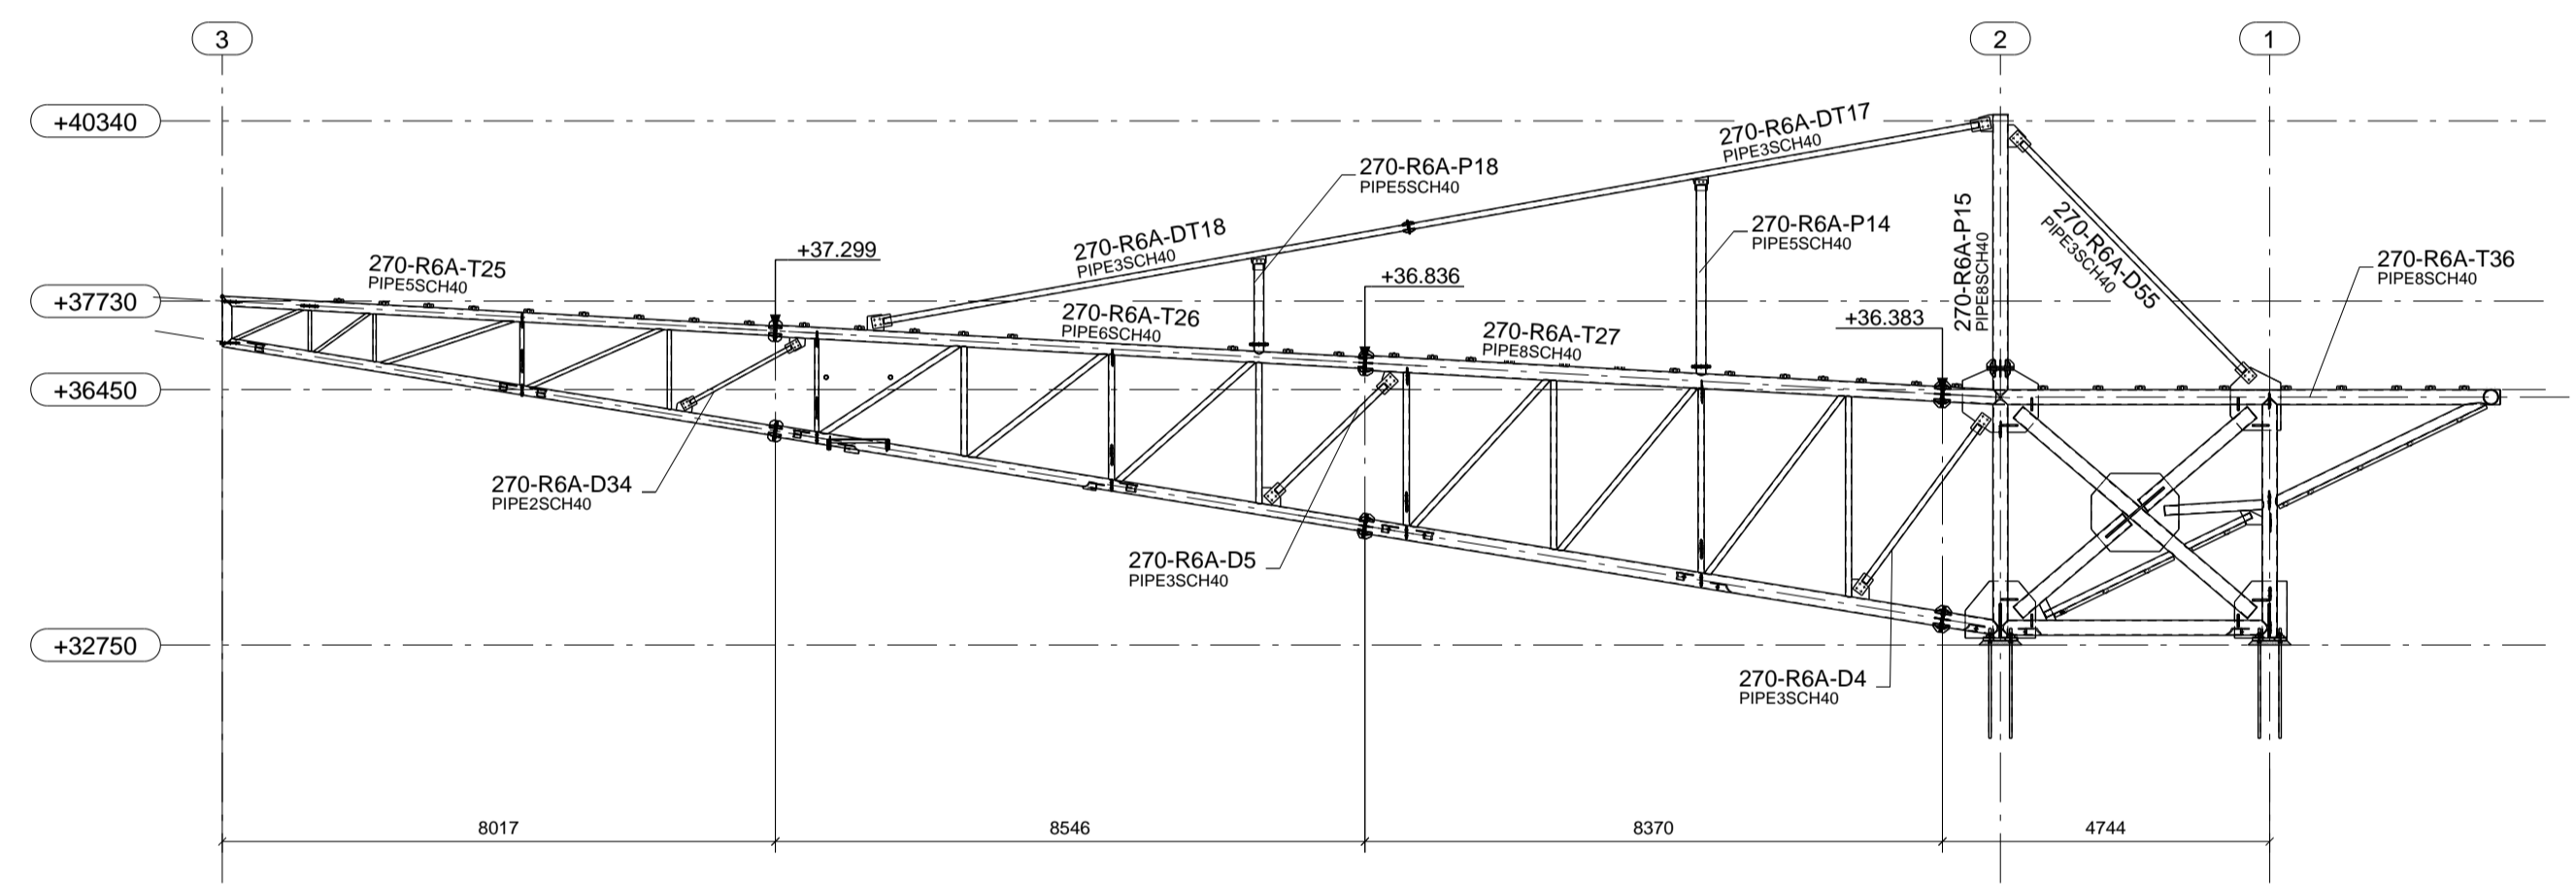 3
2
1
+40340
270-R6A-DT17
PIPE3SCH40
270-R6A-P18
PIPE5SCH40
270-R6A-P14
PIPE5SCH40
270-R6A-P15
PIPE8SCH40
270-R6A-D55
PIPE3SCH40
270-R6A-DT18
PIPE3SCH40
+37.299
270-R6A-T25
PIPE5SCH40
+36.836
270-R6A-T36
PIPE8SCH40
+37730
270-R6A-T26
PIPE6SCH40
270-R6A-T27
PIPE8SCH40
+36.383
+36450
270-R6A-D34
PIPE2SCH40
270-R6A-D5
PIPE3SCH40
+32750
270-R6A-D4
PIPE3SCH40
8017
8546
8370
4744